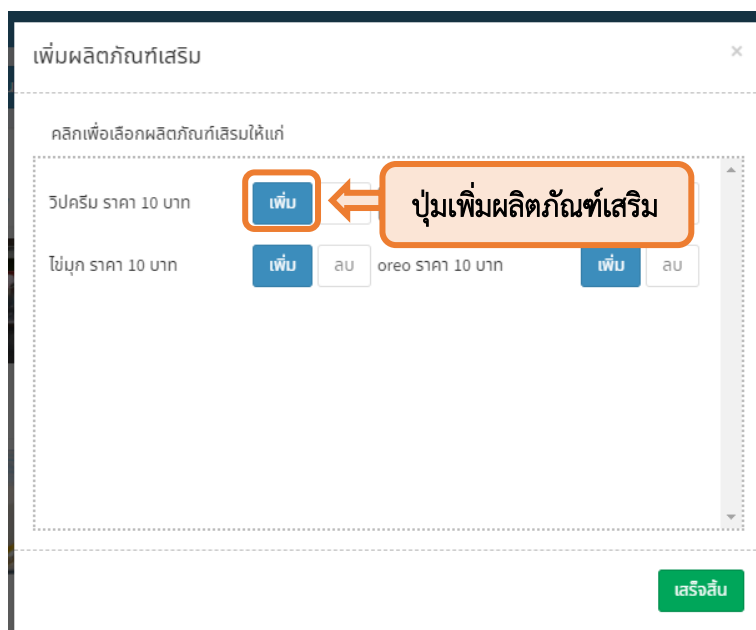 เพิ่มผลิตภัณฑ์เสริม ×
คลิกเพื่อเลือกผลิตภัณฑ์เสิรมให้แก่
วิปครีม ราคา 10 บาท เพิ่ม ปุ่มเพิ่มผลิตภัณฑ์เสริม
ไข่มุก ราคา 10 บาท เพิ่ม ลบ oreo ราคา 10 บาท เพิ่ม ลบ
เสร็จสิ้น